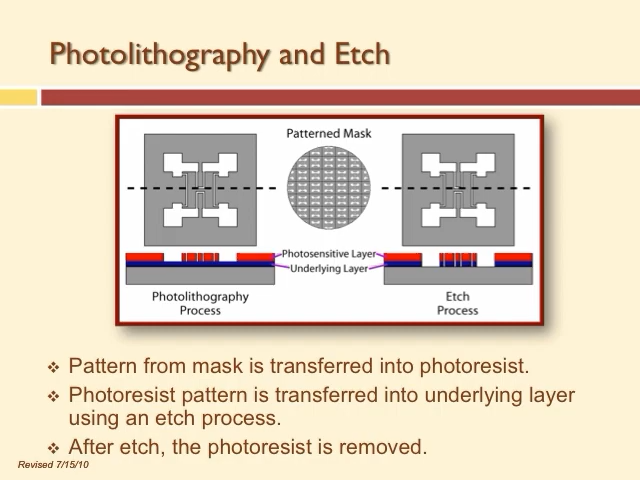 Photolithography and Etch
Patterned Mask
Photosensitive Layer
Underlying Layer
Photolithography
Process
Etch
Process
❖ Pattern from mask is transferred into photoresist.
❖ Photoresist pattern is transferred into underlying layer
using an etch process.
❖ After etch, the photoresist is removed.
Revised 7/15/10